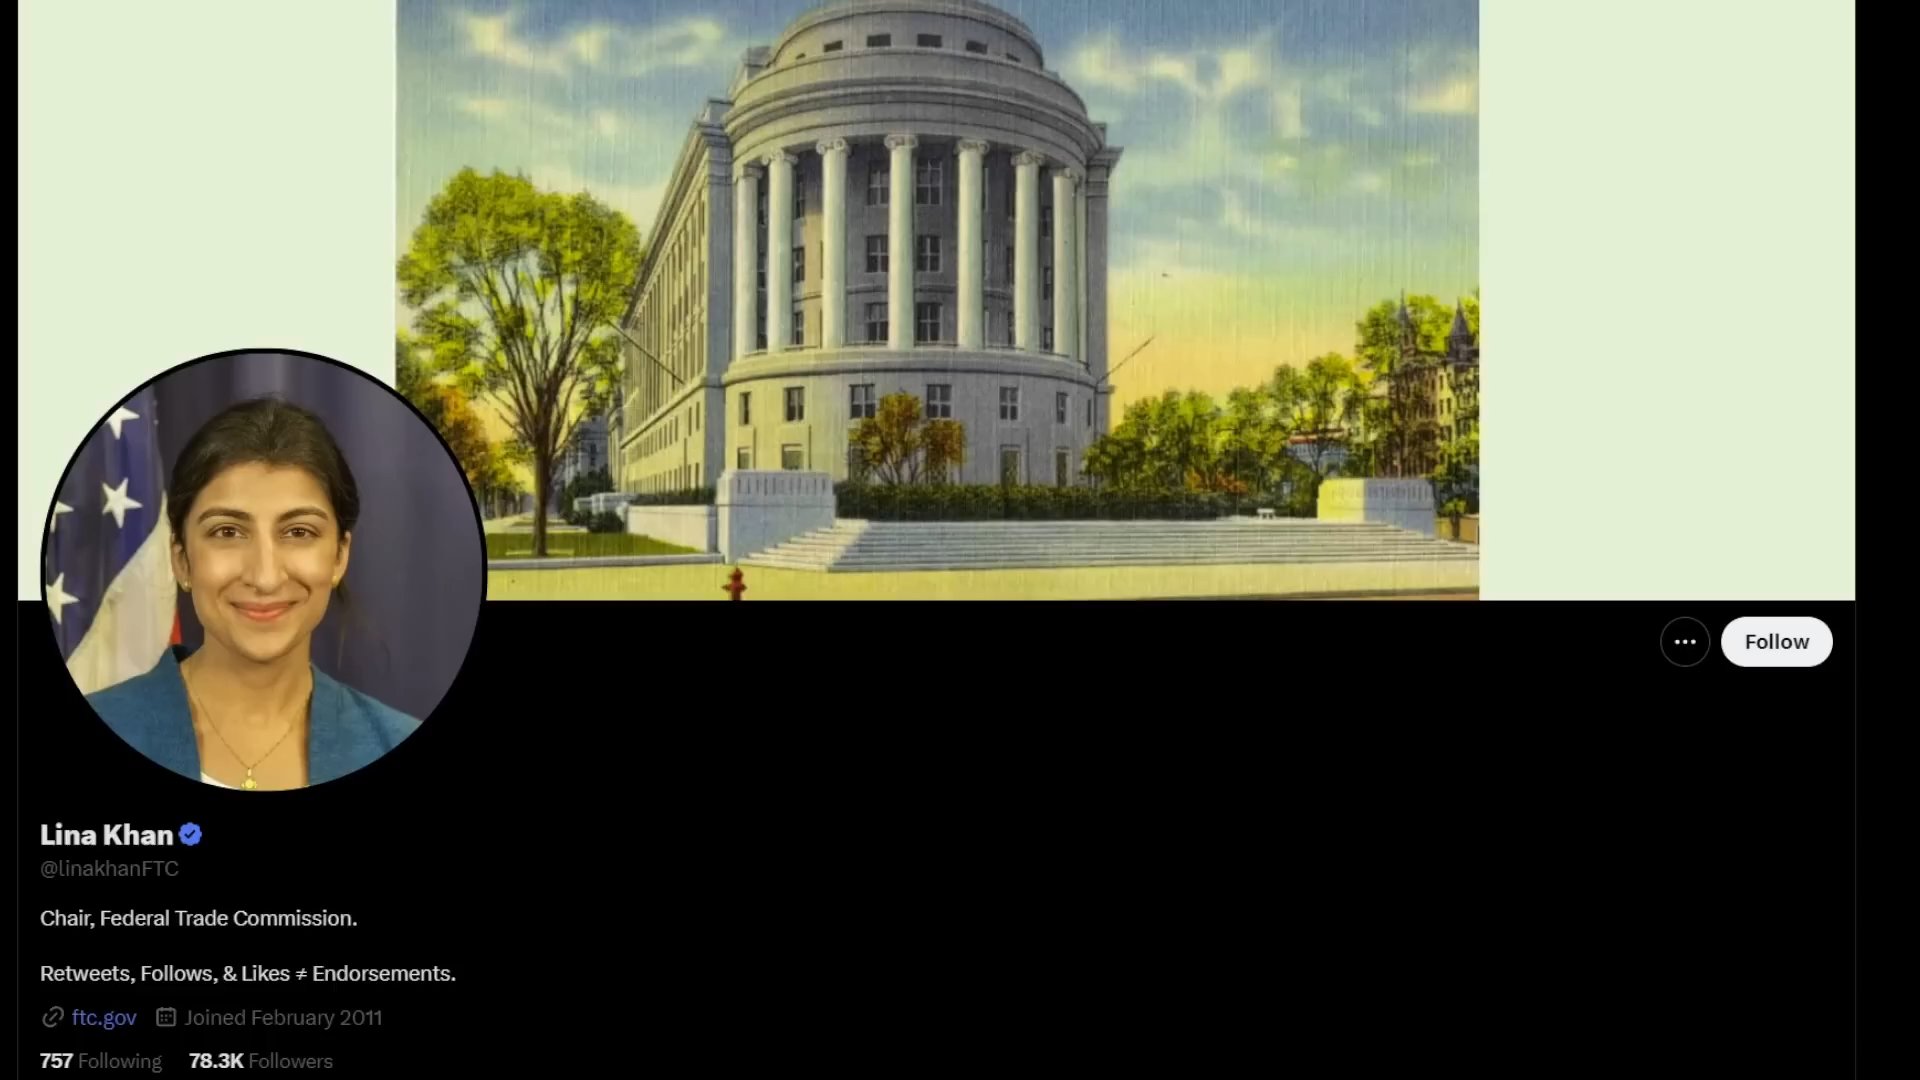 Follow
Lina Khan
@linakhanFTC
Chair, Federal Trade Commission.
Retweets, Follows, & Likes ≠ Endorsements.
ftc.gov Joined February 2011
757 Following 78.3K Followers